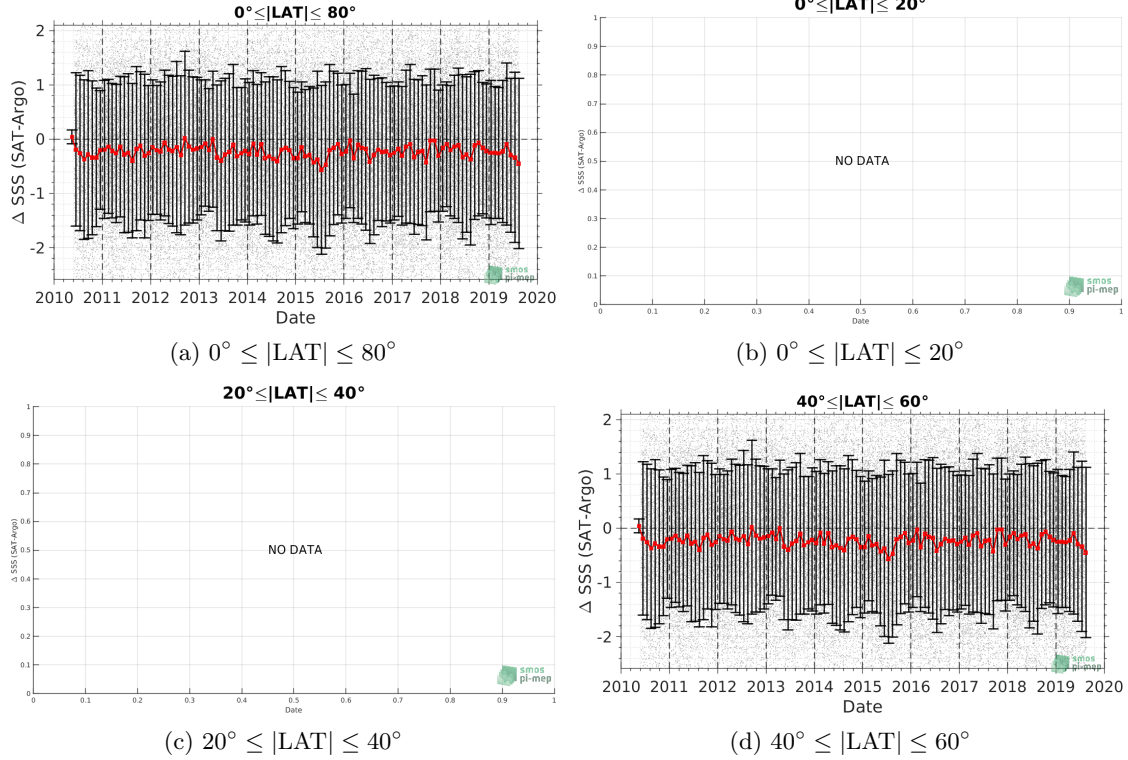 0°≤|LAT|≤ 80°
2
1
0
-1
-2
Δ SSS (SAT-Argo)
2010 2011 2012 2013 2014 2015 2016 2017 2018 2019 2020
Date
smos
pi-mep
(a) 0° ≤ |LAT| ≤ 80°
0°≤|LAT|≤ 20°
1
0.9
0.8
0.7
0.6
0.5
0.4
0.3
0.2
0.1
0
Δ SSS (SAT-Argo)
NO DATA
0 0.1 0.2 0.3 0.4 0.5 0.6 0.7 0.8 0.9 1
Date
smos
pi-mep
(b) 0° ≤ |LAT| ≤ 20°
20°≤|LAT|≤ 40°
1
0.9
0.8
0.7
0.6
0.5
0.4
0.3
0.2
0.1
0
Δ SSS (SAT-Argo)
NO DATA
0 0.1 0.2 0.3 0.4 0.5 0.6 0.7 0.8 0.9 1
Date
smos
pi-mep
(c) 20° ≤ |LAT| ≤ 40°
40°≤|LAT|≤ 60°
2
1
0
-1
-2
Δ SSS (SAT-Argo)
2010 2011 2012 2013 2014 2015 2016 2017 2018 2019 2020
Date
smos
pi-mep
(d) 40° ≤ |LAT| ≤ 60°